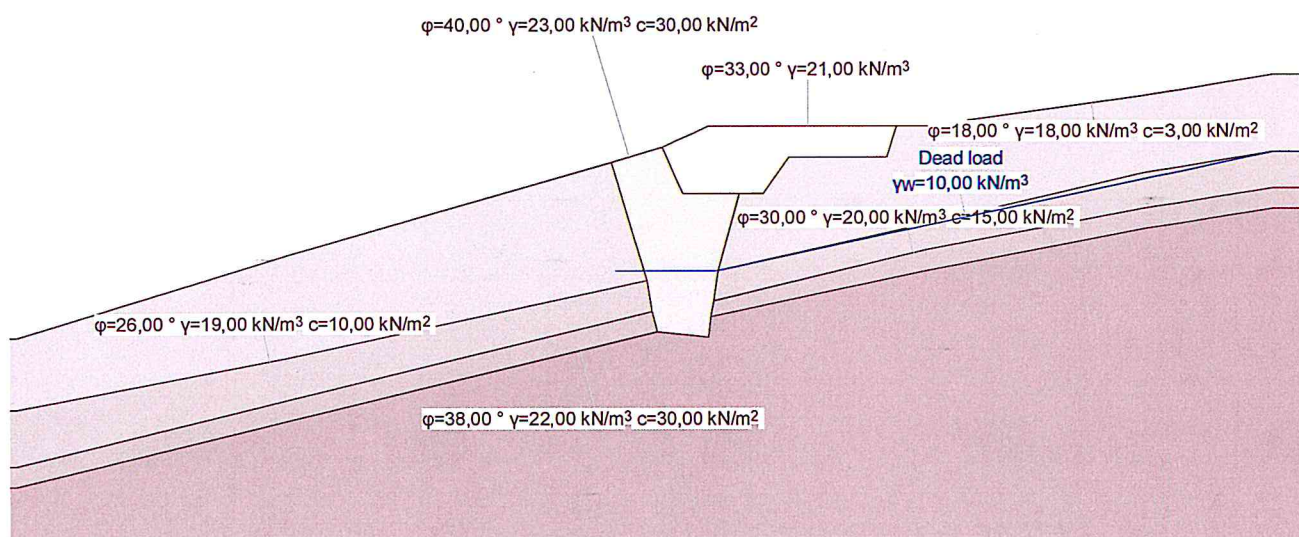 φ=40,00 ° γ=23,00 kN/m³ c=30,00 kN/m²
φ=33,00 ° γ=21,00 kN/m³
φ=18,00 ° γ=18,00 kN/m³ c=3,00 kN/m²
Dead load
γw=10,00 kN/m³
φ=30,00 ° γ=20,00 kN/m³ c=15,00 kN/m²
φ=26,00 ° γ=19,00 kN/m³ c=10,00 kN/m²
φ=38,00 ° γ=22,00 kN/m³ c=30,00 kN/m²